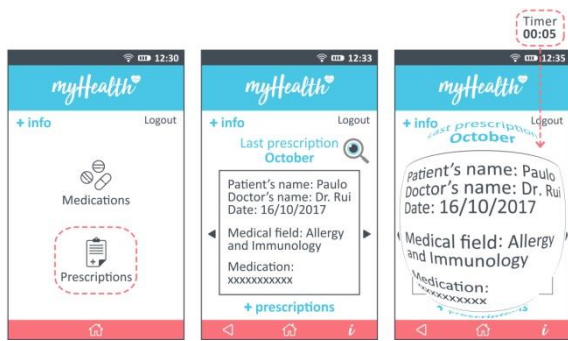 Timer
00:05
12:30
myHealth
+ info
Logout
Medications
Prescriptions
12:33
myHealth
+ info
Logout
Last prescription
October
Patient's name: Paulo
Doctor's name: Dr. Rui
Date: 16/10/2017
Medical field: Allergy
and Immunology
Medication:
xxxxxxxxxxx
+ prescriptions
i
12:35
myHealth
+ info
Logout
Last prescription
October
Patient's name: Paulo
Doctor's name: Dr. Rui
Date: 16/10/2017
Medical field: Allergy
and Immunology
Medication:
xxxxxxxxxxx
+ prescriptions
i